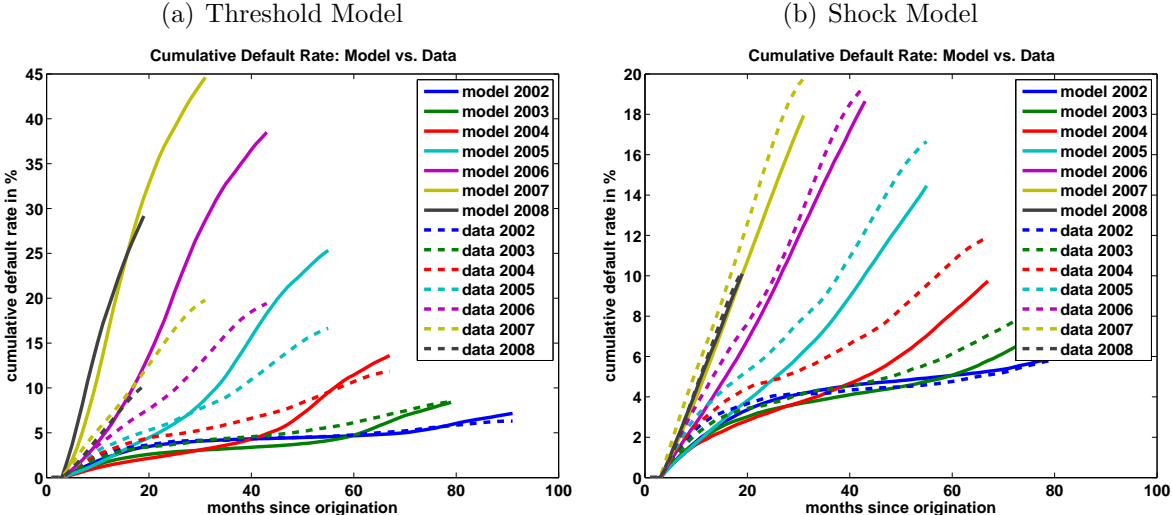 (a) Threshold Model
Cumulative Default Rate: Model vs. Data
cumulative default rate in %
45
40
35
30
25
20
15
10
5
0
0
20
40
60
80
100
months since origination
model 2002
model 2003
model 2004
model 2005
model 2006
model 2007
model 2008
data 2002
data 2003
data 2004
data 2005
data 2006
data 2007
data 2008
(b) Shock Model
Cumulative Default Rate: Model vs. Data
cumulative default rate in %
20
18
16
14
12
10
8
6
4
2
0
0
20
40
60
80
100
months since origination
model 2002
model 2003
model 2004
model 2005
model 2006
model 2007
model 2008
data 2002
data 2003
data 2004
data 2005
data 2006
data 2007
data 2008